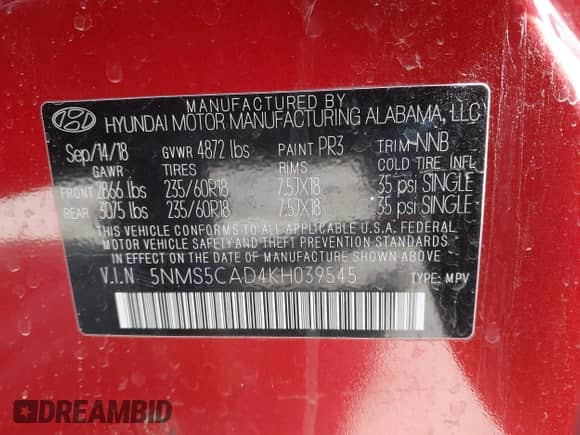 MANUFACTURED BY
HYUNDAI MOTOR MANUFACTURING ALABAMA, LLC
Sep/14/18 GVWR 4872 lbs PAINT PR3 TRIM NNB
GAWR TIRES RIMS COLD TIRE INFL
FRONT 2866 lbs 235/60R18 7.5JX18 35 psi SINGLE
REAR 3075 lbs 235/60R18 7.5JX18 35 psi SINGLE
THIS VEHICLE CONFORMS TO ALL APPLICABLE U.S.A. FEDERAL
MOTOR VEHICLE SAFETY AND THEFT PREVENTION STANDARDS IN EFFECT
ON THE DATE OF MANUFACTURE SHOWN ABOVE.
V.I.N 5NMS5CAD4KH039545 TYPE: MPV
DREAMBID